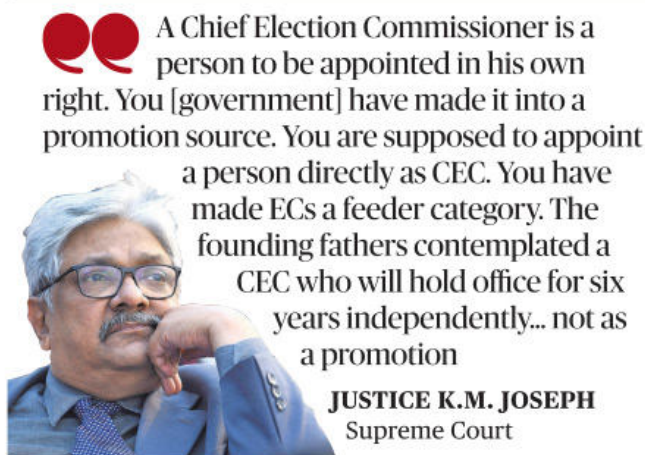 A Chief Election Commissioner is a
person to be appointed in his own
right. You [government] have made it into a
promotion source. You are supposed to appoint
a person directly as CEC. You have
made ECs a feeder category. The
founding fathers contemplated a
CEC who will hold office for six
years independently... not as
a promotion
JUSTICE K.M. JOSEPH
Supreme Court